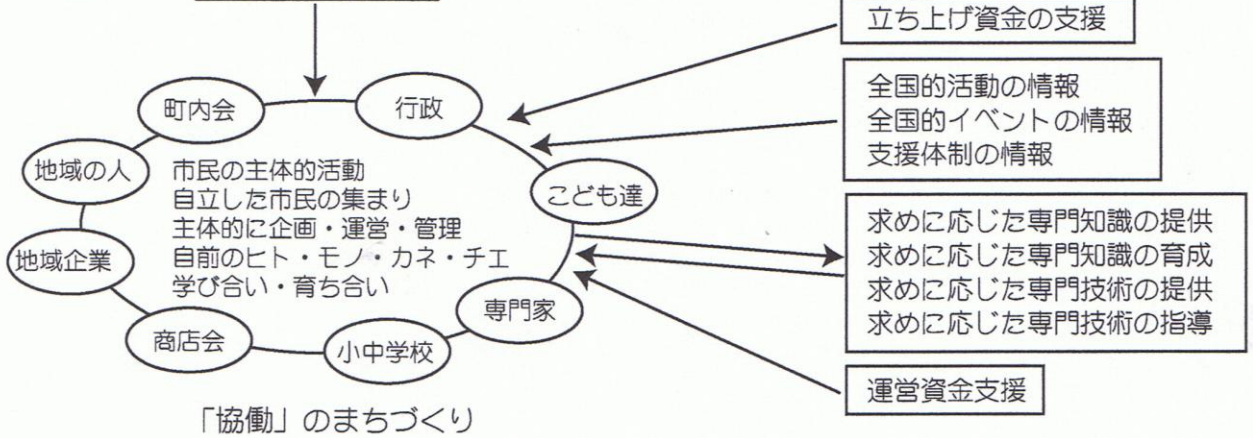 立ち上げ資金の支援
全国的活動の情報
全国的イベントの情報
支援体制の情報
町内会
行政
地域の人
こども達
地域企業
専門家
商店会
小中学校
市民の主体的活動
自立した市民の集まり
主体的に企画・運営・管理
自前のヒト・モノ・カネ・チエ
学び合い・育ち合い
求めに応じた専門知識の提供
求めに応じた専門知識の育成
求めに応じた専門技術の提供
求めに応じた専門技術の指導
運営資金支援
「協働」のまちづくり